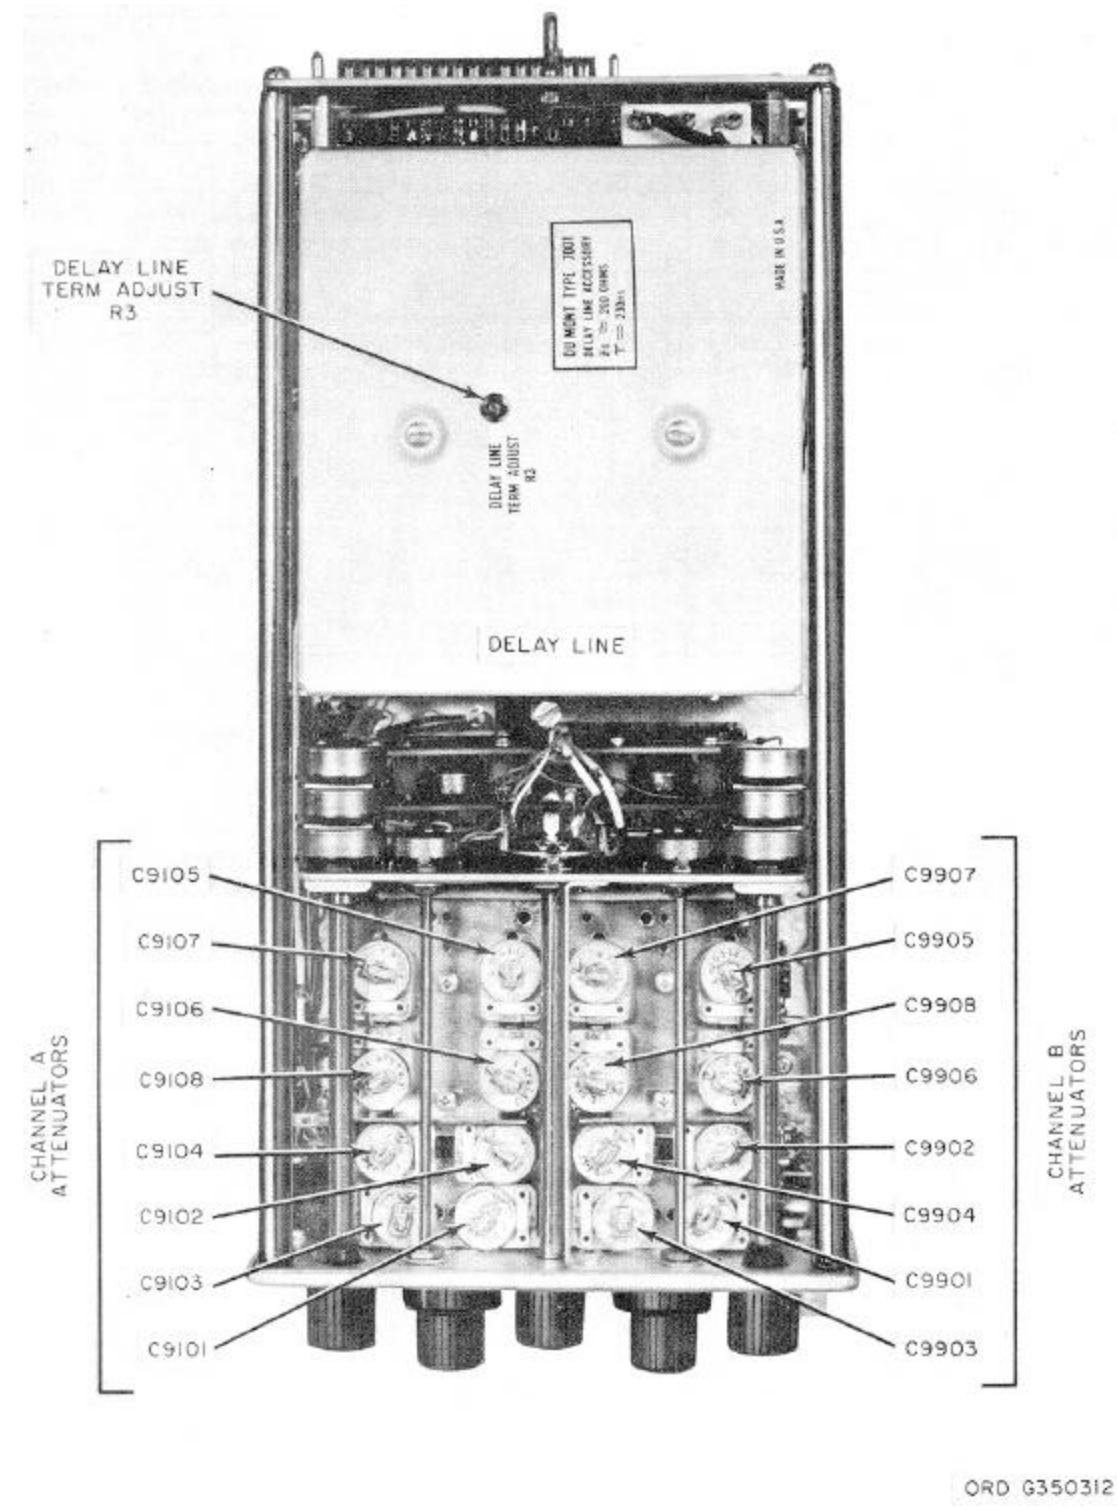 DELAY LINE
TERM ADJUST
R3
DU MONT TYPE 7001
DELAY LINE ACCESSORY
200 OHMS
MADE IN U.S.A.
DELAY LINE
TERM ADJUST
R3
DELAY LINE
CHANNEL A
ATTENUATORS
C9105
C9107
C9106
C9108
C9104
C9102
C9103
C9101
C9907
C9905
C9908
C9906
C9902
C9904
C9901
C9903
CHANNEL B
ATTENUATORS
ORD G350312